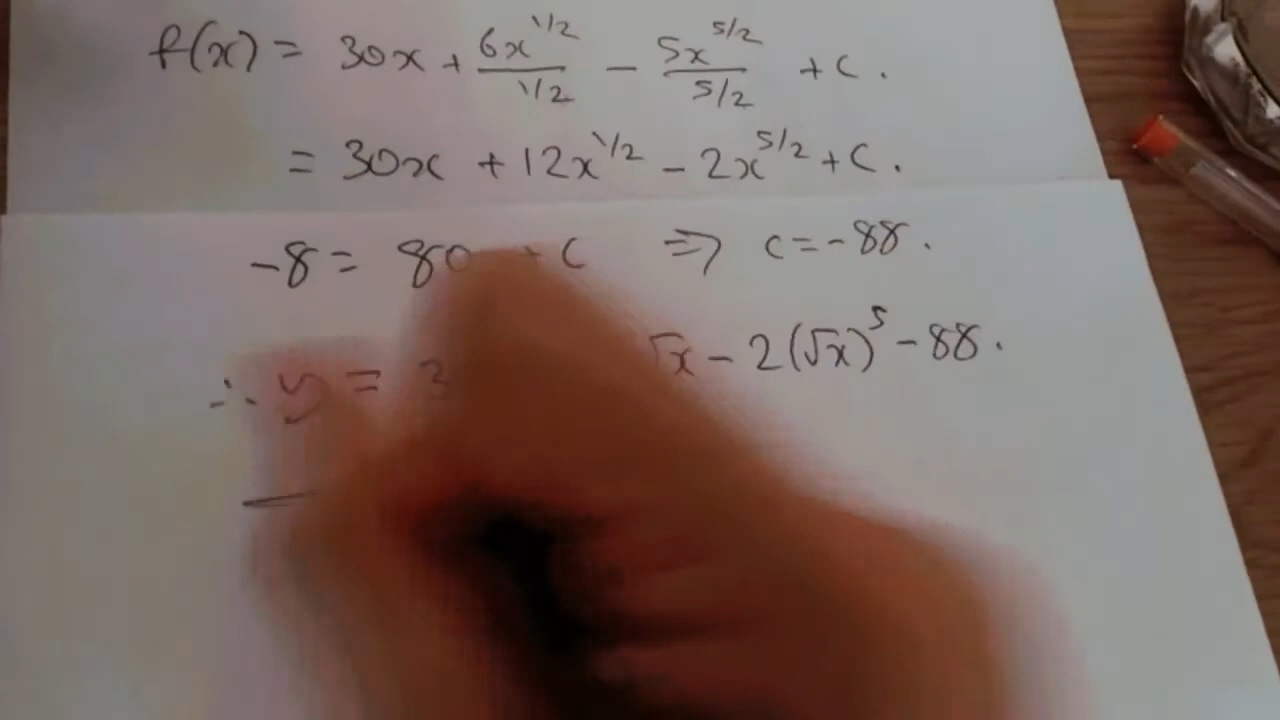 f(x) = 30x + 6x^{1/2}/1/2 - 5x^{5/2}/5/2 + c.
= 30x + 12x^{1/2} - 2x^{5/2} + c.
-8 = 80 + c ⇒ c = -88.
∴ y = 3 √x - 2(√x)^5 - 88.